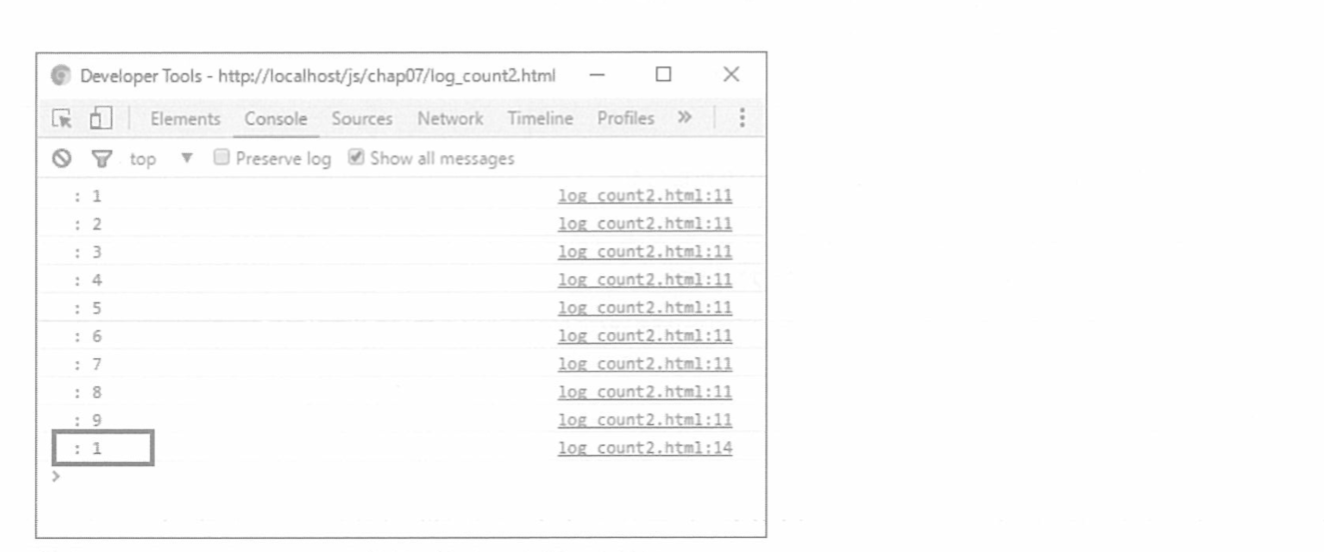 Developer Tools - http://localhost/js/chap07/log_count2.html
Elements Console Sources Network Timeline Profiles »
top ▼ Preserve log Show all messages
: 1 log_count2.html:11
: 2 log_count2.html:11
: 3 log_count2.html:11
: 4 log_count2.html:11
: 5 log_count2.html:11
: 6 log_count2.html:11
: 7 log_count2.html:11
: 8 log_count2.html:11
: 9 log_count2.html:11
: 1 log_count2.html:14
>